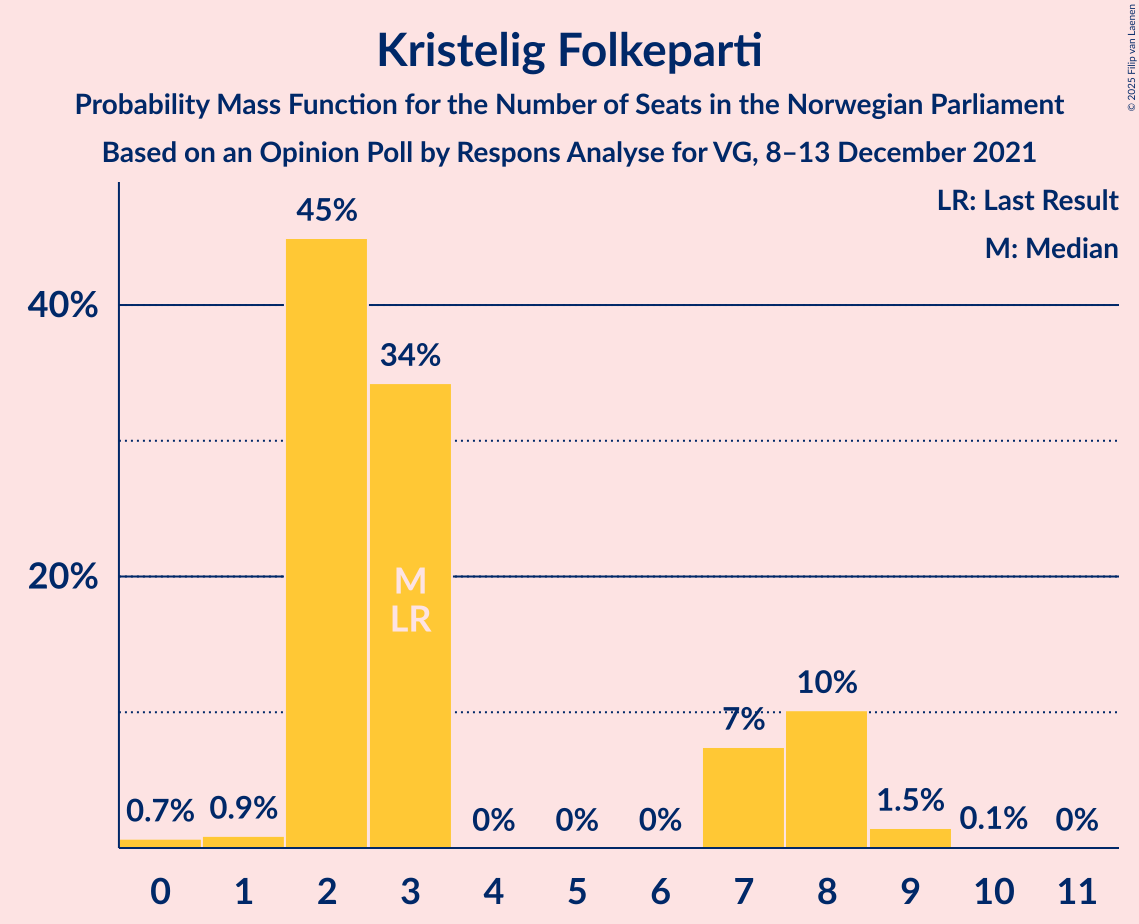 Kristelig Folkeparti
Probability Mass Function for the Number of Seats in the Norwegian Parliament
Based on an Opinion Poll by Respons Analyse for VG, 8–13 December 2021
© 2025 Filip van Laenen
LR: Last Result
M: Median
45%
40%
34%
20%
M
LR
10%
7%
0.7%
0.9%
0%
0%
0%
1.5%
0.1%
0%
0 1 2 3 4 5 6 7 8 9 10 11